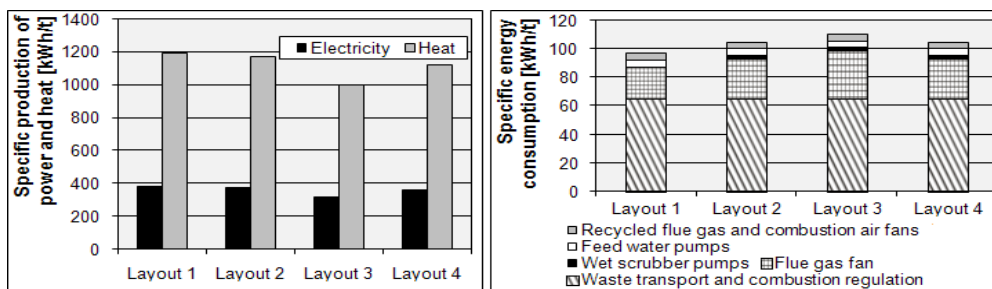 Specific production of
power and heat [kWh/t]
1400
1200
1000
800
600
400
200
0
Electricity Heat
Layout 1 Layout 2 Layout 3 Layout 4
Specific energy
consumption [kWh/t]
120
100
80
60
40
20
0
Layout 1 Layout 2 Layout 3 Layout 4
Recycled flue gas and combustion air fans
Feed water pumps
Wet scrubber pumps Flue gas fan
Waste transport and combustion regulation